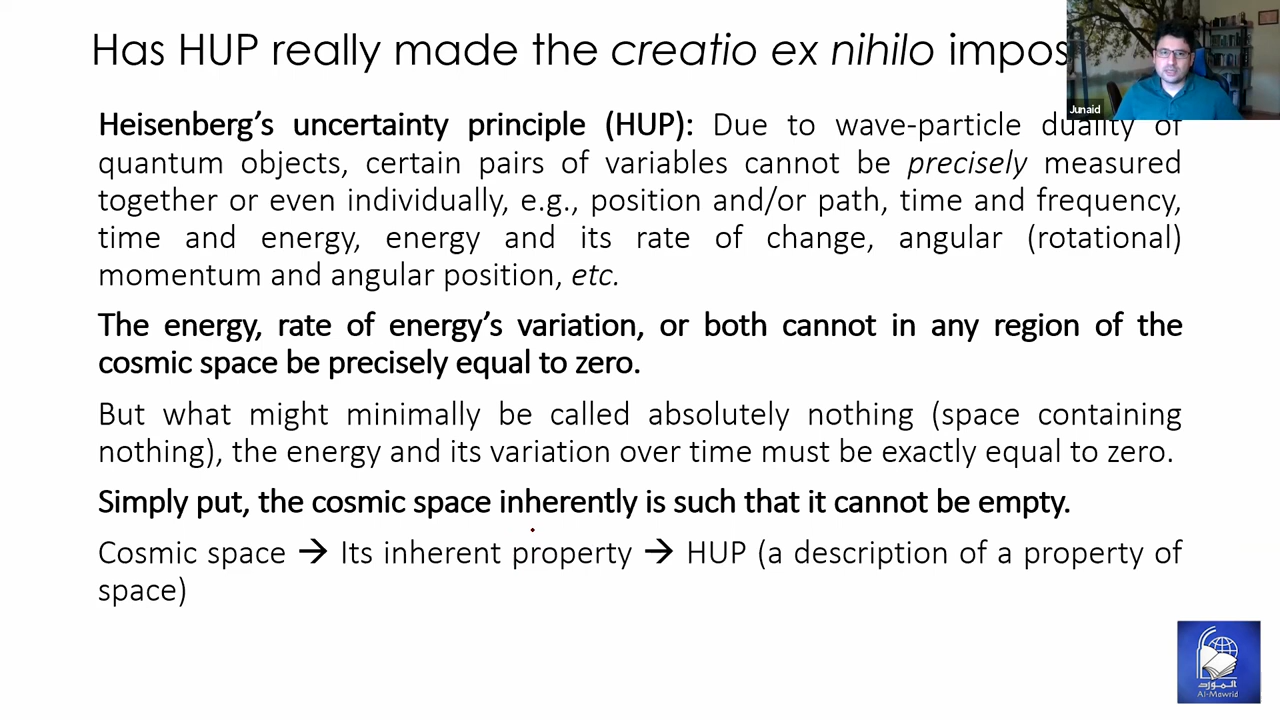 Has HUP really made the creatio ex nihilo impos
Junaid
Heisenberg’s uncertainty principle (HUP): Due to wave-particle duality of
quantum objects, certain pairs of variables cannot be precisely measured
together or even individually, e.g., position and/or path, time and frequency,
time and energy, energy and its rate of change, angular (rotational)
momentum and angular position, etc.
The energy, rate of energy’s variation, or both cannot in any region of the
cosmic space be precisely equal to zero.
But what might minimally be called absolutely nothing (space containing
nothing), the energy and its variation over time must be exactly equal to zero.
Simply put, the cosmic space inherently is such that it cannot be empty.
Cosmic space → Its inherent property → HUP (a description of a property of
space)
المورد
Al-Mawrid